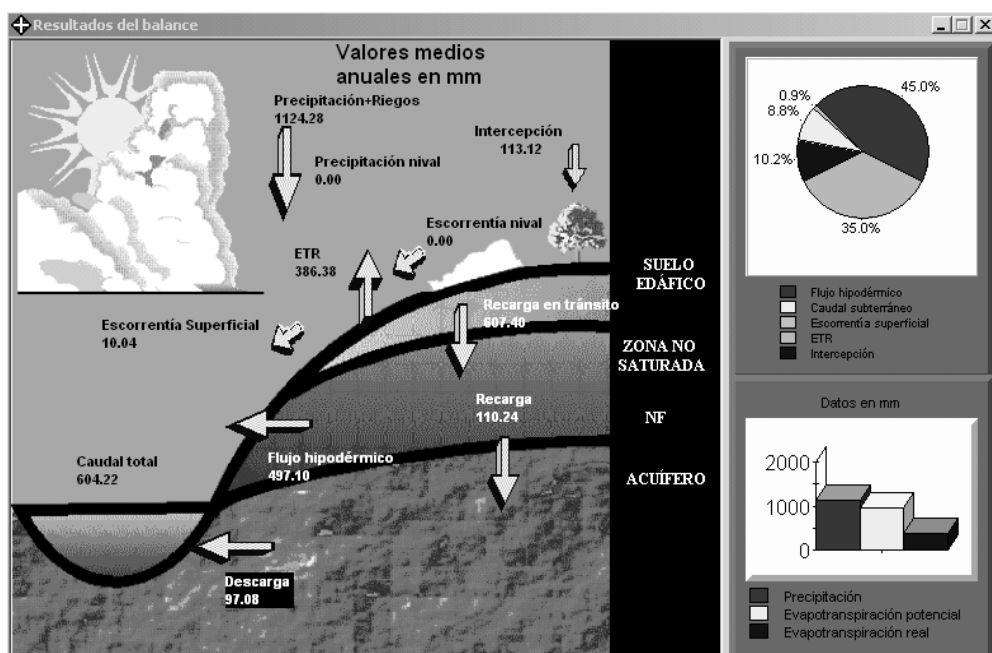 Resultados del balance
Valores medios
anuales en mm
Precipitación+Riegos
1124.28
Intercepción
113.12
Precipitación nival
0.00
Escorrentía nival
0.00
ETR
386.38
Recarga en tránsito
607.40
Escorrentía Superficial
10.04
Recarga
110.24
Caudal total
604.22
Flujo hipodérmico
497.10
Descarga
97.08
SUELO
EDÁFICO
ZONA NO
SATURADA
NF
ACUÍFERO
45.0%
0.9%
8.8%
10.2%
35.0%
Flujo hipodérmico
Caudal subterráneo
Escorrentía superficial
ETR
Intercepción
Datos en mm
2000
1000
0
Precipitación
Evapotranspiración potencial
Evapotranspiración real